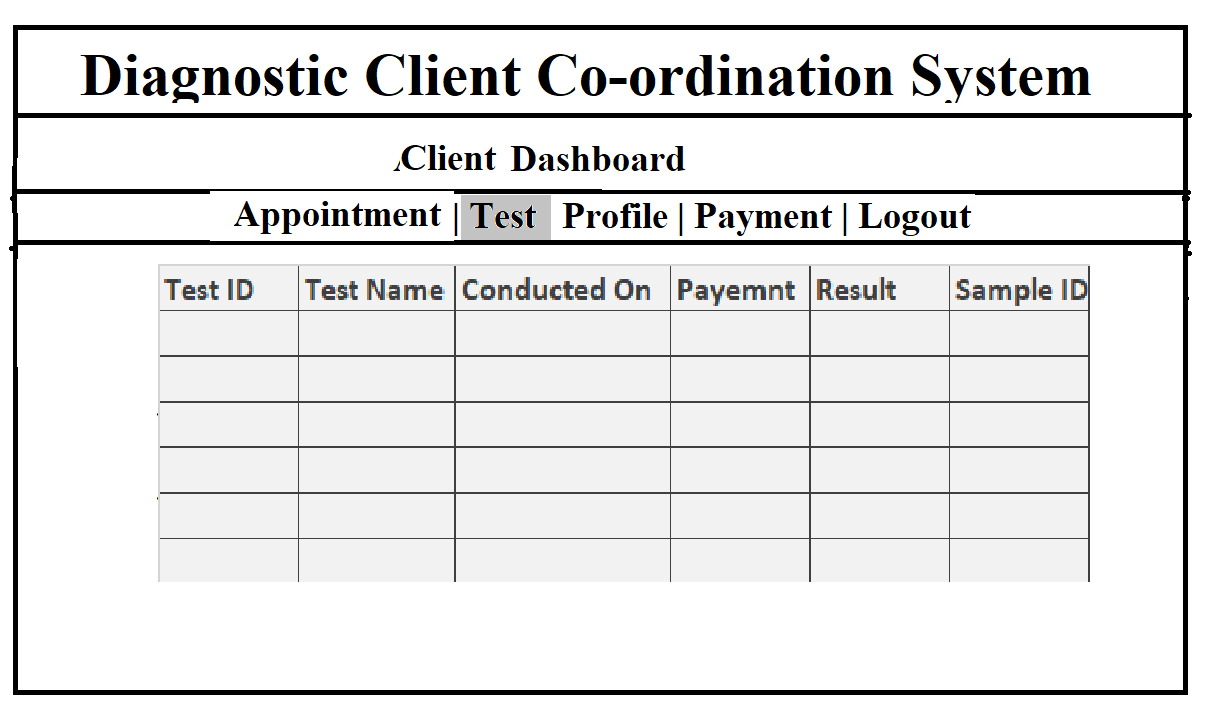 Diagnostic Client Co-ordination System
Client Dashboard
Appointment | Test Profile | Payment | Logout
Test ID Test Name Conducted On Payemnt Result Sample ID